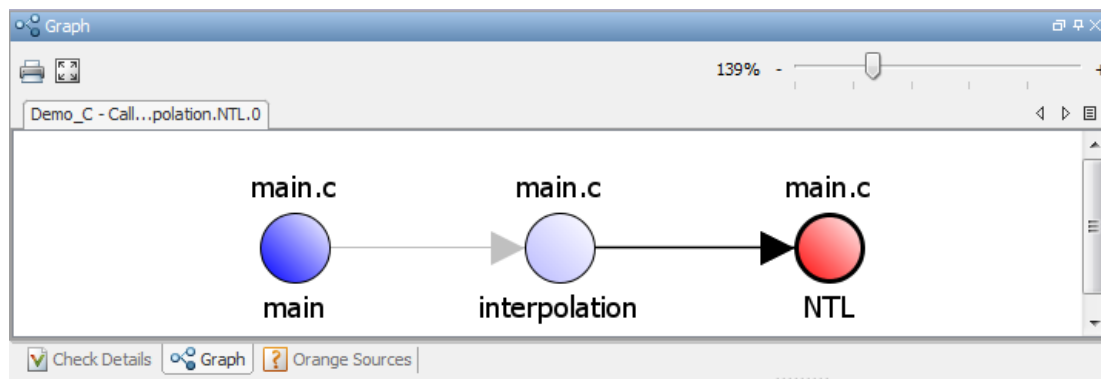 Graph
139% - +
Demo_C - Call...polation.NTL.0
main.c main.c main.c
main interpolation NTL
Check Details Graph Orange Sources